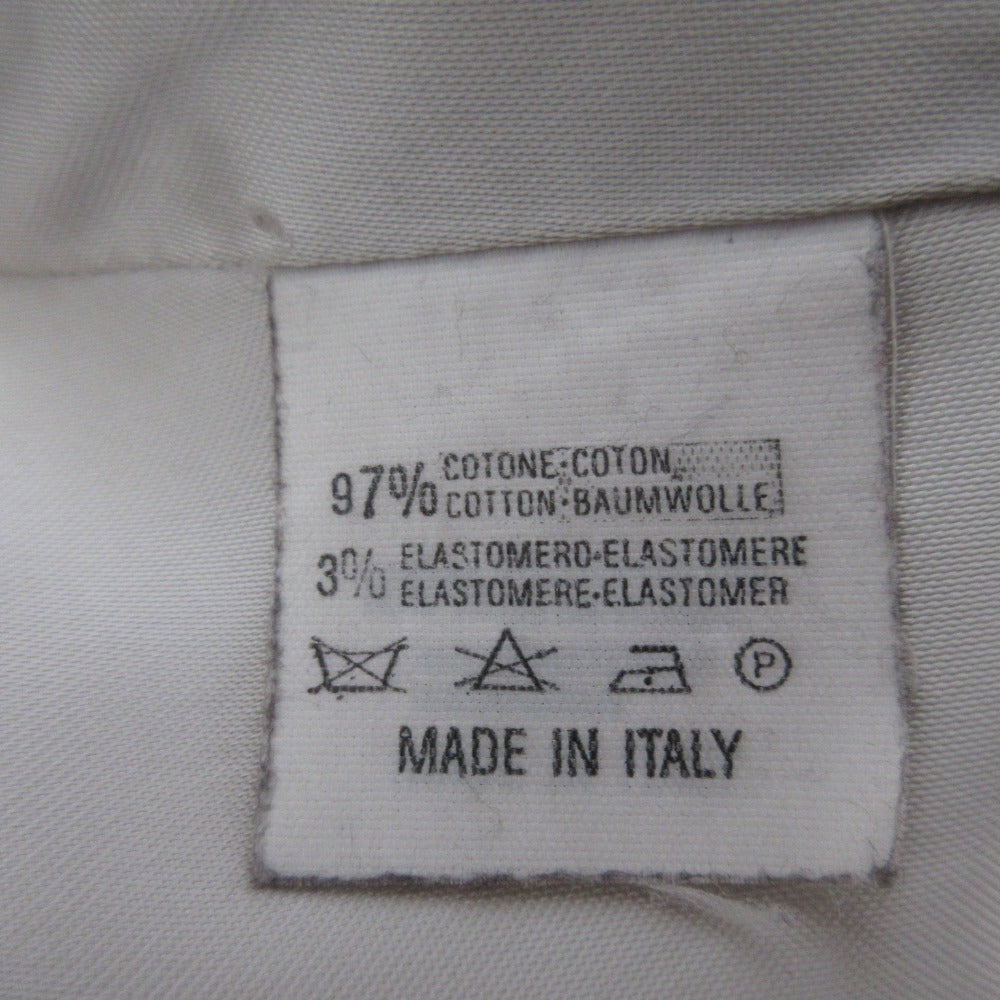 97% COTONE·COTON
COTTON·BAUMWOLLE
3% ELASTOMERO·ELASTOMERE
ELASTOMERE·ELASTOMER
P
MADE IN ITALY